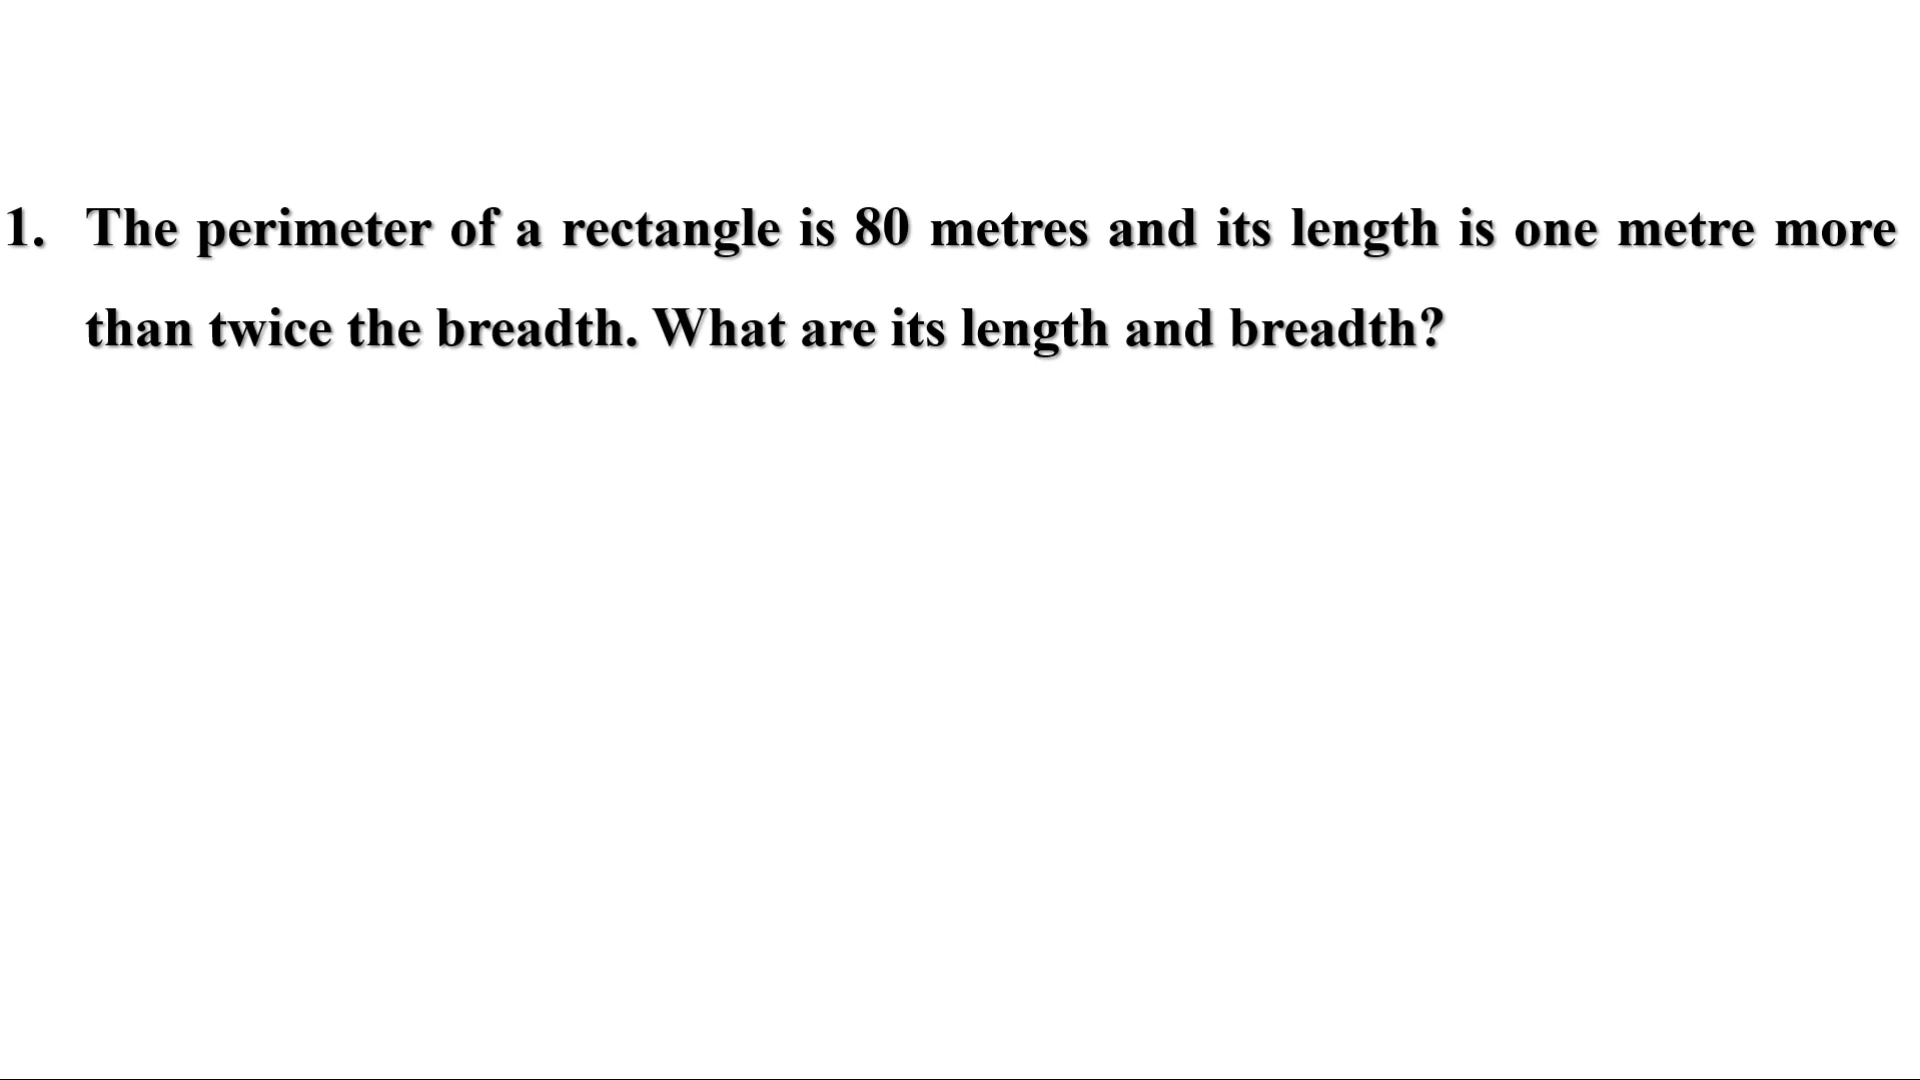 1. The perimeter of a rectangle is 80 metres and its length is one metre more
than twice the breadth. What are its length and breadth?